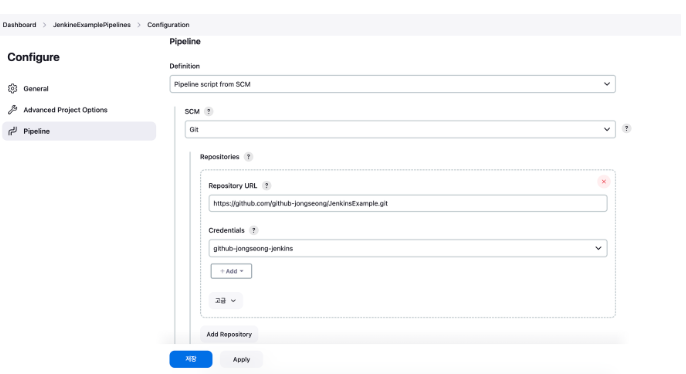 Dashboard > JenkineExamplePipelines > Configuration
Configure
General
Advanced Project Options
Pipeline
Pipeline
Definition
Pipeline script from SCM
SCM ?
Git
?
Repositories ?
×
Repository URL ?
https://github.com/github-jongseong/JenkinsExample.git
Credentials ?
github-jongseong-jenkins
+ Add
고급
Add Repository
저장 Apply